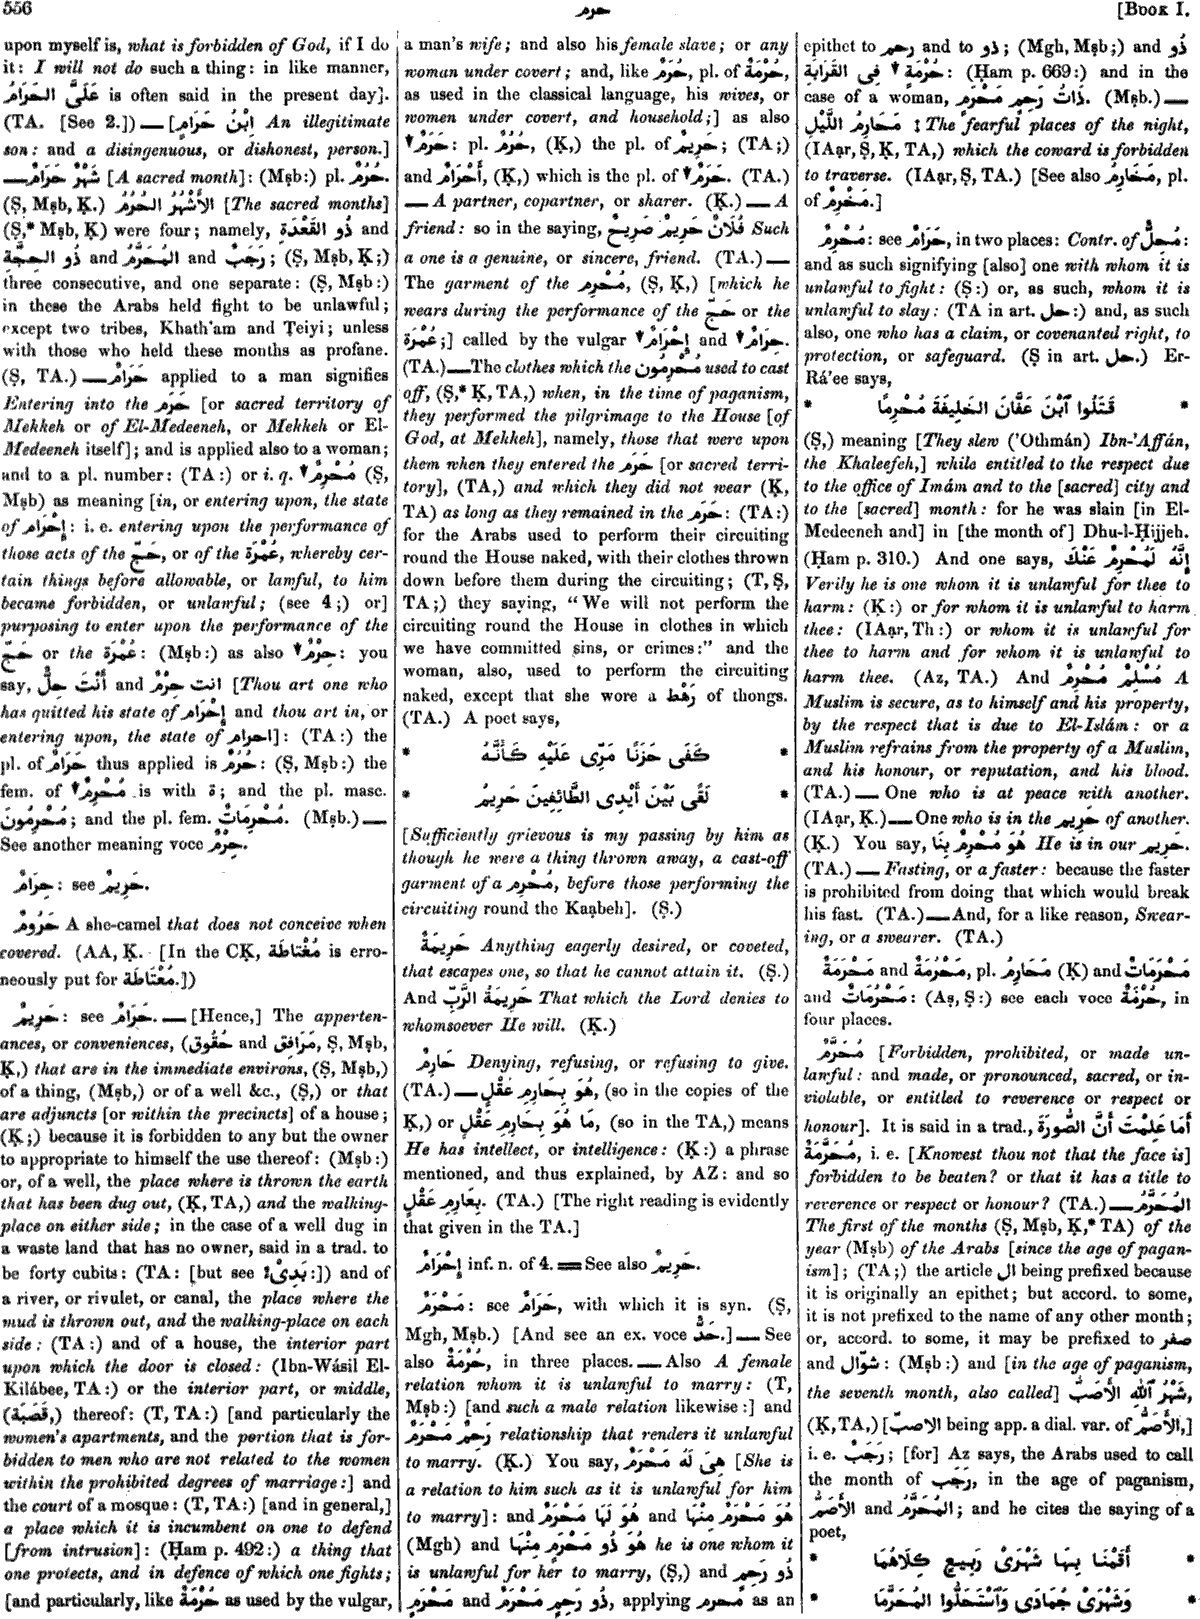 556
حرم
[BOOK I.
upon myself is, what is forbidden of God, if I do
it: I will not do such a thing: in like manner,
عَلَىَّ الحَرَامُ is often said in the present day].
(TA. [See 2.]) — [اِبْنُ حَرَامٍ An illegitimate
son: and a disingenuous, or dishonest, person.]
— شَهْرٌ حَرَامٌ [A sacred month]: (Mṣb:) pl. حُرُمٌ.
(Ṣ, Mṣb, Ḳ.) الأَشْهُرُ الحُرُمُ [The sacred months]
(Ṣ,* Mṣb, Ḳ) were four; namely, ذُو القَعْدَةِ and
ذُو الحِجَّةِ and المُحَرَّمُ and رَجَبٌ; (Ṣ, Mṣb, Ḳ;)
three consecutive, and one separate: (Ṣ, Mṣb:)
in these the Arabs held fight to be unlawful;
except two tribes, Khath'am and Ṭeiyi; unless
with those who held these months as profane.
(Ṣ, TA.) — حَرَامٌ applied to a man signifies
Entering into the حَرَم [or sacred territory of
Mekkeh or of El-Medeeneh, or Mekkeh or El-
Medeeneh itself]; and is applied also to a woman;
and to a pl. number: (TA:) or i. q. ▼ مُحْرِمٌ (Ṣ,
Mṣb) as meaning [in, or entering upon, the state
of إِحْرَام: i. e. entering upon the performance of
those acts of the حَجّ, or of the عُمْرَة, whereby cer-
tain things before allowable, or lawful, to him
became forbidden, or unlawful; (see 4;) or]
purposing to enter upon the performance of the
حَجّ or the عُمْرَة: (Mṣb:) as also ▼ حِرْمٌ: you
say, أَنْتَ حِلٌّ and انت حِرْمٌ [Thou art one who
has quitted his state of إِحْرَام and thou art in, or
entering upon, the state of احرام]: (TA:) the
pl. of حَرَامٌ thus applied is حُرُمٌ: (Ṣ, Mṣb:) the
fem. of ▼ مُحْرِمٌ is with ة; and the pl. masc.
مُحْرِمُونَ; and the pl. fem. مُحْرِمَاتٌ. (Mṣb.) —
See another meaning voce حِرْمٌ.
حِرَامٌ: see حَرِيمٌ.
حَرُومٌ A she-camel that does not conceive when
covered. (AA, Ḳ. [In the CḲ, مُغْتَاطَة is erro-
neously put for مُعْتَاطَة.])
حَرِيمٌ: see حَرَامٌ. — [Hence,] The apperten-
ances, or conveniences, (حُقُوق and مَرَافِق, Ṣ, Mṣb,
Ḳ,) that are in the immediate environs, (Ṣ, Mṣb,)
of a thing, (Mṣb,) or of a well &c., (Ṣ,) or that
are adjuncts [or within the precincts] of a house;
(Ḳ;) because it is forbidden to any but the owner
to appropriate to himself the use thereof: (Mṣb:)
or, of a well, the place where is thrown the earth
that has been dug out, (Ḳ, TA,) and the walking-
place on either side; in the case of a well dug in
a waste land that has no owner, said in a trad. to
be forty cubits: (TA: [but see بَدِىْءٌ:]) and of
a river, or rivulet, or canal, the place where the
mud is thrown out, and the walking-place on each
side: (TA:) and of a house, the interior part
upon which the door is closed: (Ibn-Wásil El-
Kilábee, TA:) or the interior part, or middle,
(قَصَبَة,) thereof: (T, TA:) [and particularly the
women's apartments, and the portion that is for-
bidden to men who are not related to the women
within the prohibited degrees of marriage:] and
the court of a mosque: (T, TA:) [and in general,]
a place which it is incumbent on one to defend
[from intrusion]: (Ḥam p. 492:) a thing that
one protects, and in defence of which one fights;
[and particularly, like حُرْمَةٌ as used by the vulgar,
a man's wife; and also his female slave; or any
woman under covert; and, like حُرَمٌ, pl. of حُرْمَةٌ,
as used in the classical language, his wives, or
women under covert, and household;] as also
▼ حَرَمٌ: pl. حُرُمٌ, (Ḳ,) the pl. of حَرِيمٌ; (TA;)
and أَحْرَامٌ, (Ḳ,) which is the pl. of ▼ حَرَمٌ. (TA.)
— A partner, copartner, or sharer. (Ḳ.) — A
friend: so in the saying, فُلَانٌ حَرِيمٌ صَرِيحٌ Such
a one is a genuine, or sincere, friend. (TA.) —
The garment of the مُحْرِم, (Ṣ, Ḳ,) [which he
wears during the performance of the حَجّ or the
عُمْرَة;] called by the vulgar ▼ إِحْرَامٌ and ▼ حِرَامٌ.
(TA.) — The clothes which the مُحْرِمُون used to cast
off, (Ṣ,* Ḳ, TA,) when, in the time of paganism,
they performed the pilgrimage to the House [of
God, at Mekkeh], namely, those that were upon
them when they entered the حَرَم [or sacred terri-
tory], (TA,) and which they did not wear (Ḳ,
TA) as long as they remained in the حَرَم: (TA:)
for the Arabs used to perform their circuiting
round the House naked, with their clothes thrown
down before them during the circuiting; (T, Ṣ,
TA;) they saying, "We will not perform the
circuiting round the House in clothes in which
we have committed sins, or crimes:" and the
woman, also, used to perform the circuiting
naked, except that she wore a رَهْط of thongs.
(TA.) A poet says,
* كَفَى حَزَنًا مَرِّى عَلَيْهِ كَأَنَّهُ *
* لَقًى بَيْنَ أَيْدِى الطَّائِفِينَ حَرِيمُ *
[Sufficiently grievous is my passing by him as
though he were a thing thrown away, a cast-off
garment of a مُحْرِم, before those performing the
circuiting round the Kaạbeh]. (Ṣ.)
حَرِيمَةٌ Anything eagerly desired, or coveted,
that escapes one, so that he cannot attain it. (Ṣ.)
And حَرِيمَةُ الرَّبِّ That which the Lord denies to
whomsoever He will. (Ḳ.)
حَارِمٌ Denying, refusing, or refusing to give.
(TA.) — هُوَ بِحَارِمِ عَقْلٍ, (so in the copies of the
Ḳ,) or مَا هُوَ بِحَارِمِ عَقْلٍ, (so in the TA,) means
He has intellect, or intelligence: (Ḳ:) a phrase
mentioned, and thus explained, by AZ: and so
بِعَارِمِ عَقْلٍ. (TA.) [The right reading is evidently
that given in the TA.]
إِحْرَامٌ inf. n. of 4. = See also حَرِيمٌ.
مَحْرَمٌ: see حَرَامٌ, with which it is syn. (Ṣ,
Mgh, Mṣb.) [And see an ex. voce حَدٌّ.] — See
also حُرْمَةٌ, in three places. — Also A female
relation whom it is unlawful to marry: (T,
Mṣb:) [and such a male relation likewise:] and
رَحِمٌ مَحْرَمٌ relationship that renders it unlawful
to marry. (Ḳ.) You say, هِىَ لَهُ مَحْرَمٌ [She is
a relation to him such as it is unlawful for him
to marry]: and هُوَ لَهَا مَحْرَمٌ and هُوَ مَحْرَمٌ مِنْهَا
(Mgh) and هُوَ ذُو مَحْرَمٍ مِنْهَا he is one whom it
is unlawful for her to marry, (Ṣ,) and ذُو رَحِمٍ
مَحْرَمٍ and ذُو رَحِمٍ مَحْرَمٌ, applying محرم as an
epithet to رحم and to ذو; (Mgh, Mṣb;) and ذُو
▼ حُرْمَةٍ فِى القَرَابَةِ: (Ḥam p. 669:) and in the
case of a woman, ذَاتُ رَحِمٍ مَحْرَمٍ. (Mṣb.) —
مَحَارِمُ اللَّيْلِ ‡ The fearful places of the night,
(IAạr, Ṣ, Ḳ, TA,) which the coward is forbidden
to traverse. (IAạr, Ṣ, TA.) [See also مَخَارِمُ, pl.
of مَخْرِمٌ.]
مُحْرِمٌ: see حَرَامٌ, in two places: Contr. of مُحِلٌّ:
and as such signifying [also] one with whom it is
unlawful to fight: (Ṣ:) or, as such, whom it is
unlawful to slay: (TA in art. حل:) and, as such
also, one who has a claim, or covenanted right, to
protection, or safeguard. (Ṣ in art. حل.) Er-
Rá'ee says,
* قَتَلُوا ٱبْنَ عَفَّانَ الخَلِيفَةَ مُحْرِمًا *
(Ṣ,) meaning [They slew ('Othmán) Ibn-'Affán,
the Khaleefeh,] while entitled to the respect due
to the office of Imám and to the [sacred] city and
to the [sacred] month: for he was slain [in El-
Medeeneh and] in [the month of] Dhu-l-Ḥijjeh.
(Ḥam p. 310.) And one says, إِنَّهُ لَمُحْرِمٌ عَنْكَ
Verily he is one whom it is unlawful for thee to
harm: (Ḳ:) or for whom it is unlawful to harm
thee: (IAạr, Th:) or whom it is unlawful for
thee to harm and for whom it is unlawful to
harm thee. (Az, TA.) And مُسْلِمٌ مُحْرِمٌ A
Muslim is secure, as to himself and his property,
by the respect that is due to El-Islám: or a
Muslim refrains from the property of a Muslim,
and his honour, or reputation, and his blood.
(TA.) — One who is at peace with another.
(IAạr, Ḳ.) — One who is in the حَرِيم of another.
(Ḳ.) You say, هُوَ مُحْرِمٌ بِنَا He is in our حَرِيم.
(TA.) — Fasting, or a faster: because the faster
is prohibited from doing that which would break
his fast. (TA.) — And, for a like reason, Swear-
ing, or a swearer. (TA.)
مَحْرَمَةٌ and مَحْرُمَةٌ, pl. مَحَارِمُ (Ḳ) and مَحْرَمَاتٌ
and مَحْرُمَاتٌ: (Aṣ, Ṣ:) see each voce حُرْمَةٌ, in
four places.
مُحَرَّمٌ [Forbidden, prohibited, or made un-
lawful: and made, or pronounced, sacred, or in-
violable, or entitled to reverence or respect or
honour]. It is said in a trad., أَمَا عَلِمْتَ أَنَّ الصُّورَةَ
مُحَرَّمَةٌ, i. e. [Knowest thou not that the face is]
forbidden to be beaten? or that it has a title to
reverence or respect or honour? (TA.) — المُحَرَّمُ
The first of the months (Ṣ, Mṣb, Ḳ,* TA) of the
year (Mṣb) of the Arabs [since the age of pagan-
ism]; (TA;) the article ال being prefixed because
it is originally an epithet; but accord. to some,
it is not prefixed to the name of any other month;
or, accord. to some, it may be prefixed to صفر
and شوّال: (Mṣb:) and [in the age of paganism,
the seventh month, also called] شَهْرُ ٱللّٰهِ الأَصَبُّ,
(Ḳ, TA,) [الاصبّ being app. a dial. var. of الأَصَمُّ,]
i. e. رَجَبٌ; [for] Az says, the Arabs used to call
the month of رَجَب, in the age of paganism,
الأَصَمُّ and المُحَرَّمُ; and he cites the saying of a
poet,
* أَقَمْنَا بِهَا شَهْرَىْ رَبِيعٍ كِلَاهُمَا *
* وَشَهْرَىْ جُمَادَى وَٱسْتَحَلُّوا المُحَرَّمَا *